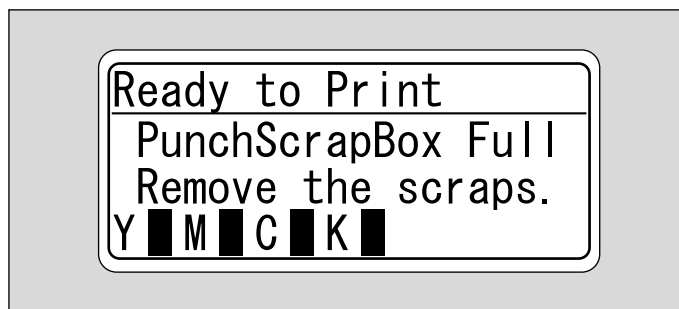 Ready to Print
PunchScrapBox Full
Remove the scraps.
Y M C K